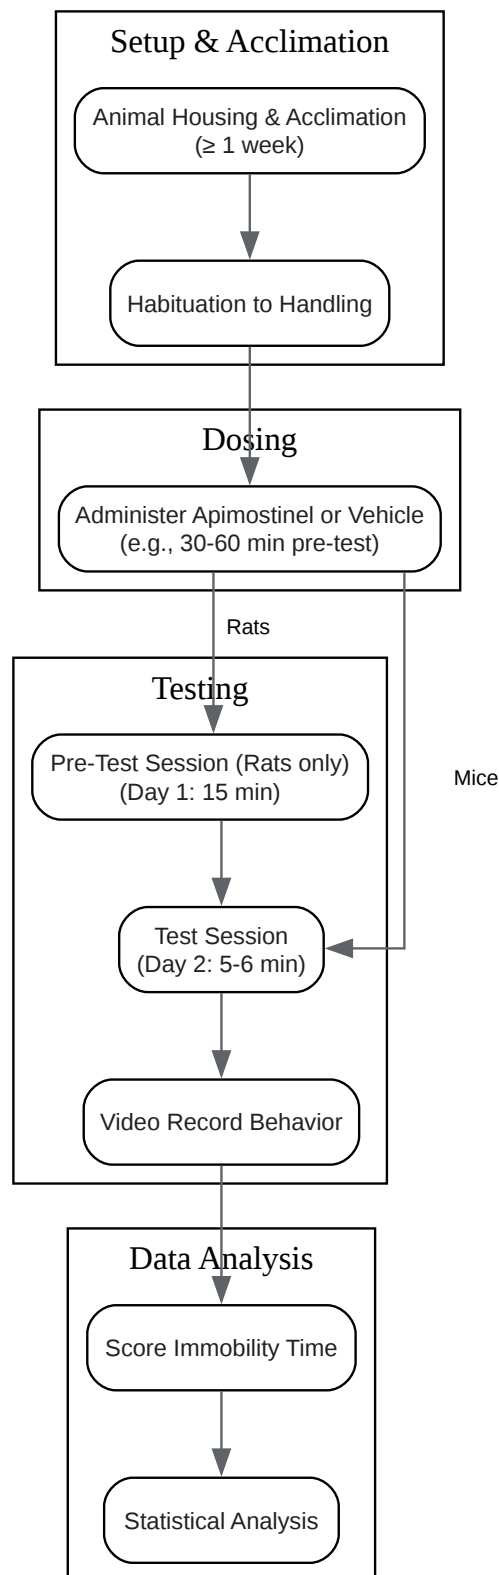 Setup & Acclimation
Animal Housing & Acclimation
(≥ 1 week)
Habituation to Handling
Dosing
Administer Apimostinel or Vehicle
(e.g., 30-60 min pre-test)
Rats
Testing
Pre-Test Session (Rats only)
(Day 1: 15 min)
Mice
Test Session
(Day 2: 5-6 min)
Video Record Behavior
Data Analysis
Score Immobility Time
Statistical Analysis